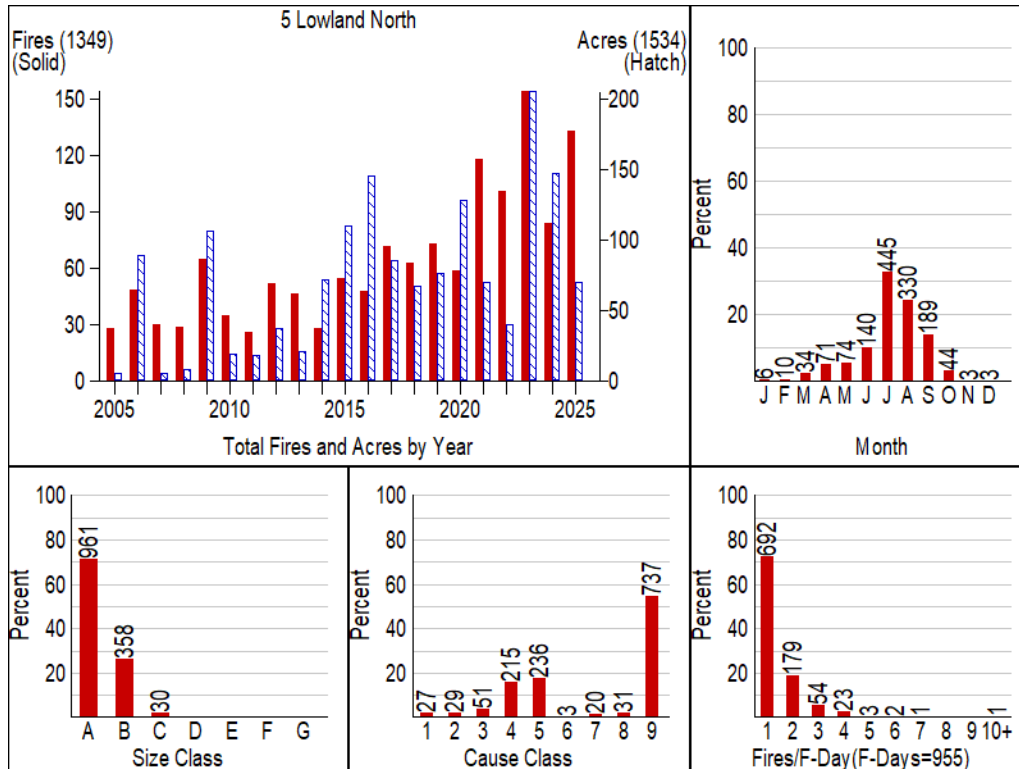 5 Lowland North
Fires (1349)
(Solid)
Acres (1534)
(Hatch)
150
120
90
60
30
0
200
150
100
50
0
2005 2010 2015 2020 2025
Total Fires and Acres by Year
100
80
60
40
20
Percent
6 10 34 71 74 140 445 330 189 44 3 3
J F M A M J J A S O N D
Month
100
80
60
40
20
Percent
961 358 30
A B C D E F G
Size Class
100
80
60
40
20
Percent
27 29 51 215 236 3 20 31 737
1 2 3 4 5 6 7 8 9
Cause Class
100
80
60
40
20
Percent
692 179 54 23 3 2 1 1
1 2 3 4 5 6 7 8 9 10+
Fires/F-Day(F-Days=955)